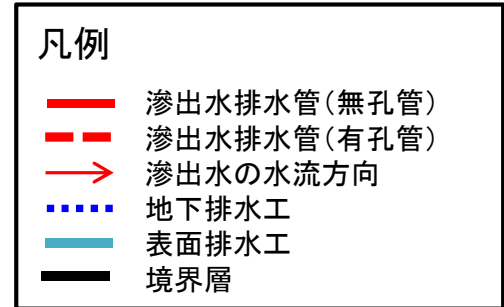 凡例
滲出水排水管（無孔管）
滲出水排水管（有孔管）
滲出水の水流方向
地下排水工
表面排水工
境界層